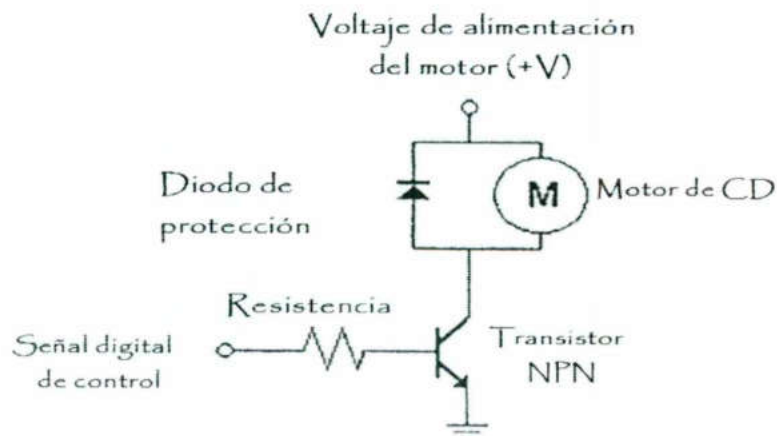 Voltaje de alimentación
del motor (+V)
Diodo de
protección
M
Motor de CD
Resistencia
Señal digital
de control
Transistor
NPN